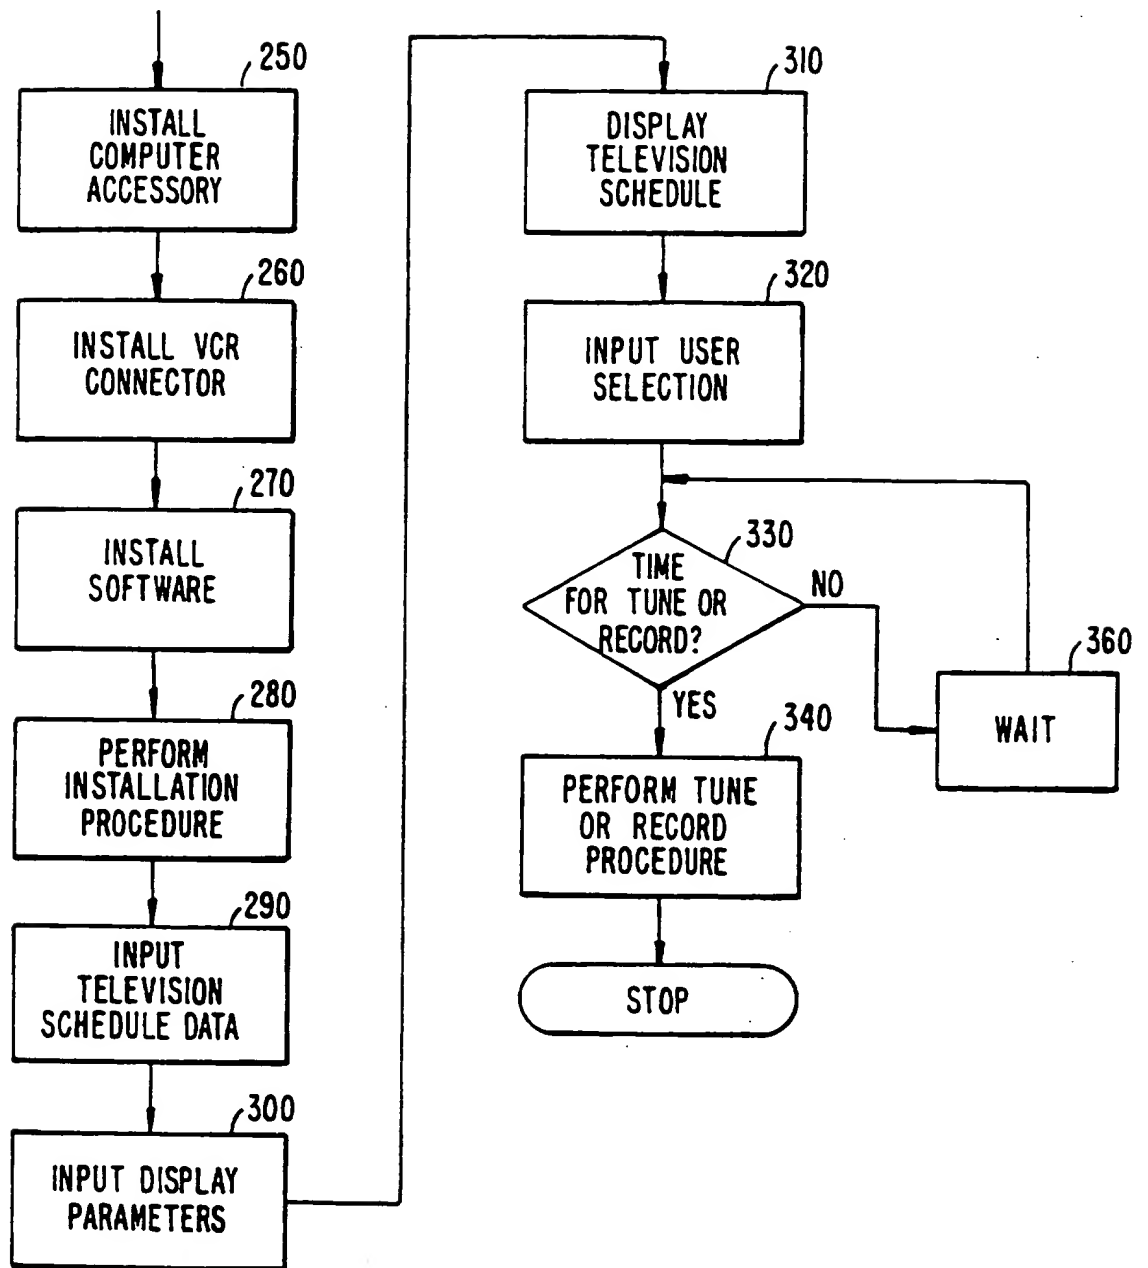 250
INSTALL
COMPUTER
ACCESSORY
260
INSTALL VCR
CONNECTOR
270
INSTALL
SOFTWARE
280
PERFORM
INSTALLATION
PROCEDURE
290
INPUT
TELEVISION
SCHEDULE DATA
300
INPUT DISPLAY
PARAMETERS
310
DISPLAY
TELEVISION
SCHEDULE
320
INPUT USER
SELECTION
330
TIME
FOR TUNE OR
RECORD?
NO
360
WAIT
YES
340
PERFORM TUNE
OR RECORD
PROCEDURE
STOP